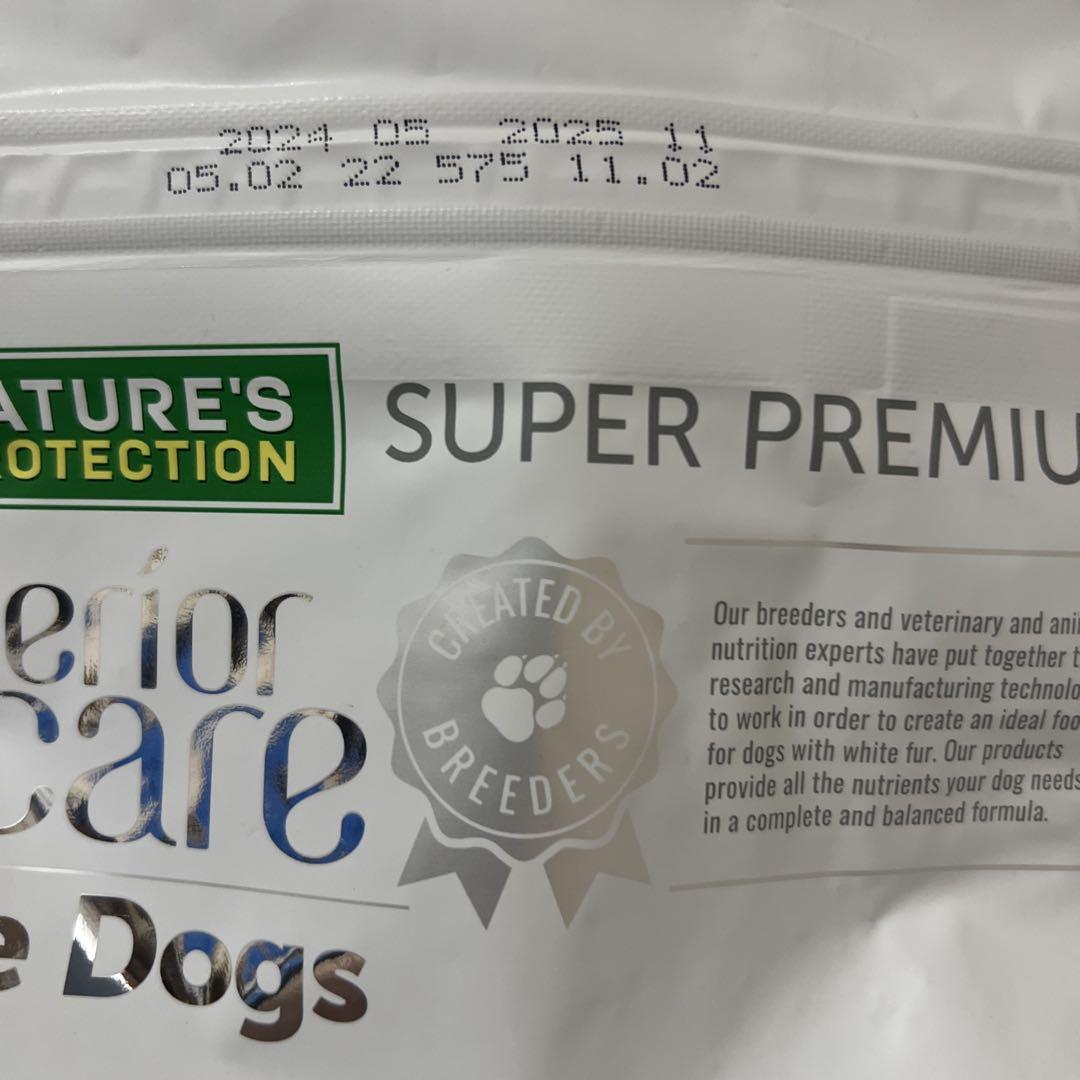 2024 05 2025 11
05.02 22 575 11.02
ATURE'S
ROTECTION
SUPER PREMIU
erior
care
e Dogs
CREATED BY
BREEDERS
Our breeders and veterinary and ani
nutrition experts have put together t
research and manufacturing technolo
to work in order to create an ideal foo
for dogs with white fur. Our products
provide all the nutrients your dog needs
in a complete and balanced formula.